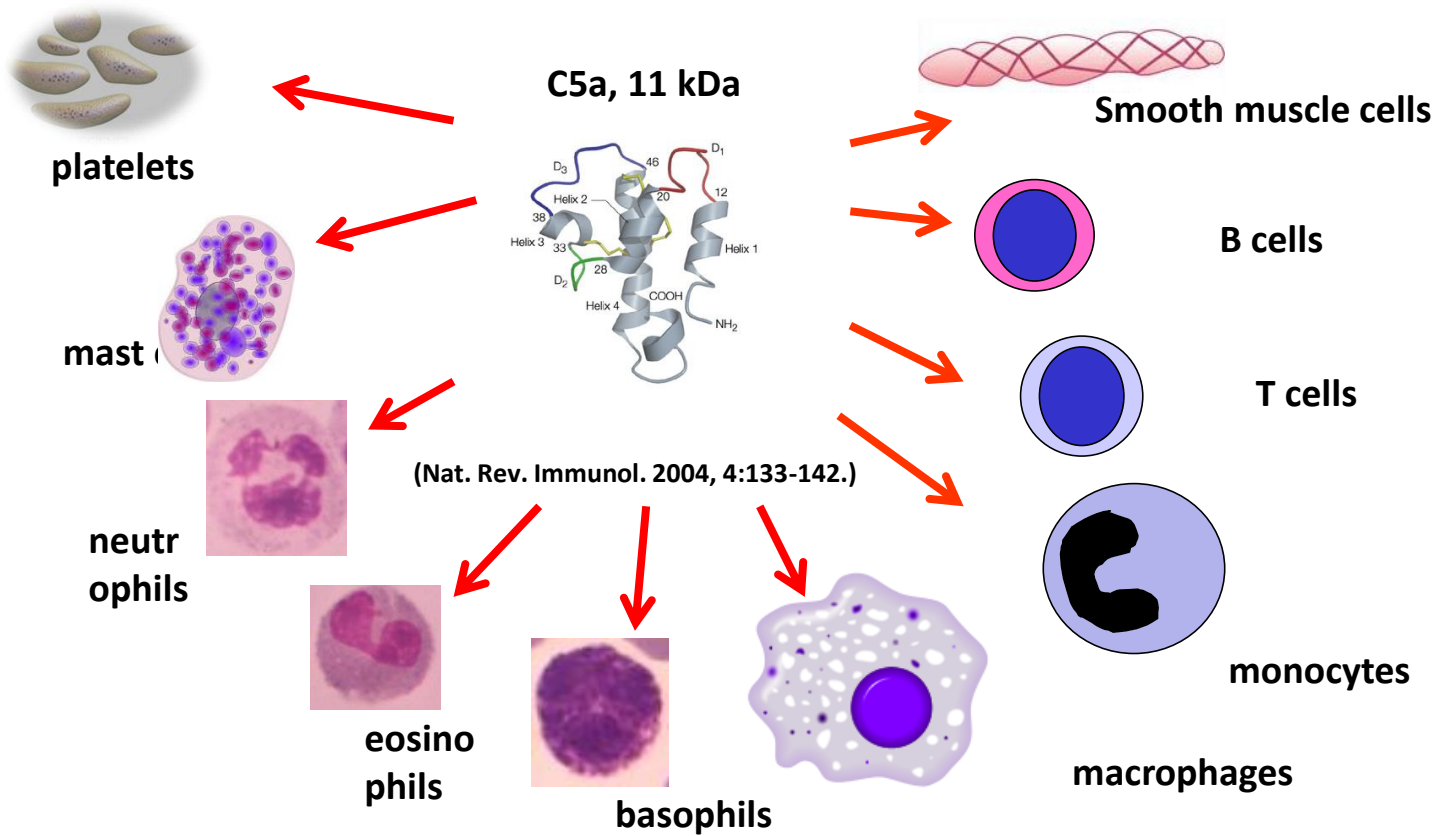 C5a, 11 kDa
Smooth muscle cells
platelets
D3
46
D1
20
12
Helix 2
38
Helix 3
33
Helix 1
28
D2
COOH
Helix 4
NH2
B cells
mast
T cells
(Nat. Rev. Immunol. 2004, 4:133-142.)
neutr
ophils
monocytes
eosino
phils
macrophages
basophils